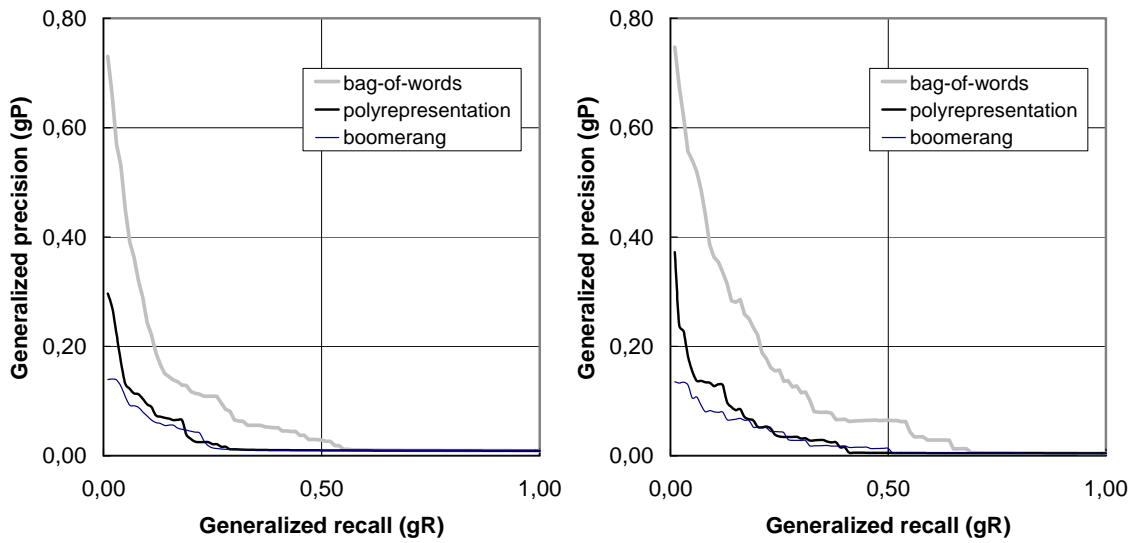 0,80
0,60
0,40
0,20
0,00
Generalized precision (gP)
bag-of-words
polyrepresentation
boomerang
0,00 0,50 1,00
Generalized recall (gR)
0,80
0,60
0,40
0,20
0,00
Generalized precision (gP)
bag-of-words
polyrepresentation
boomerang
0,00 0,50 1,00
Generalized recall (gR)